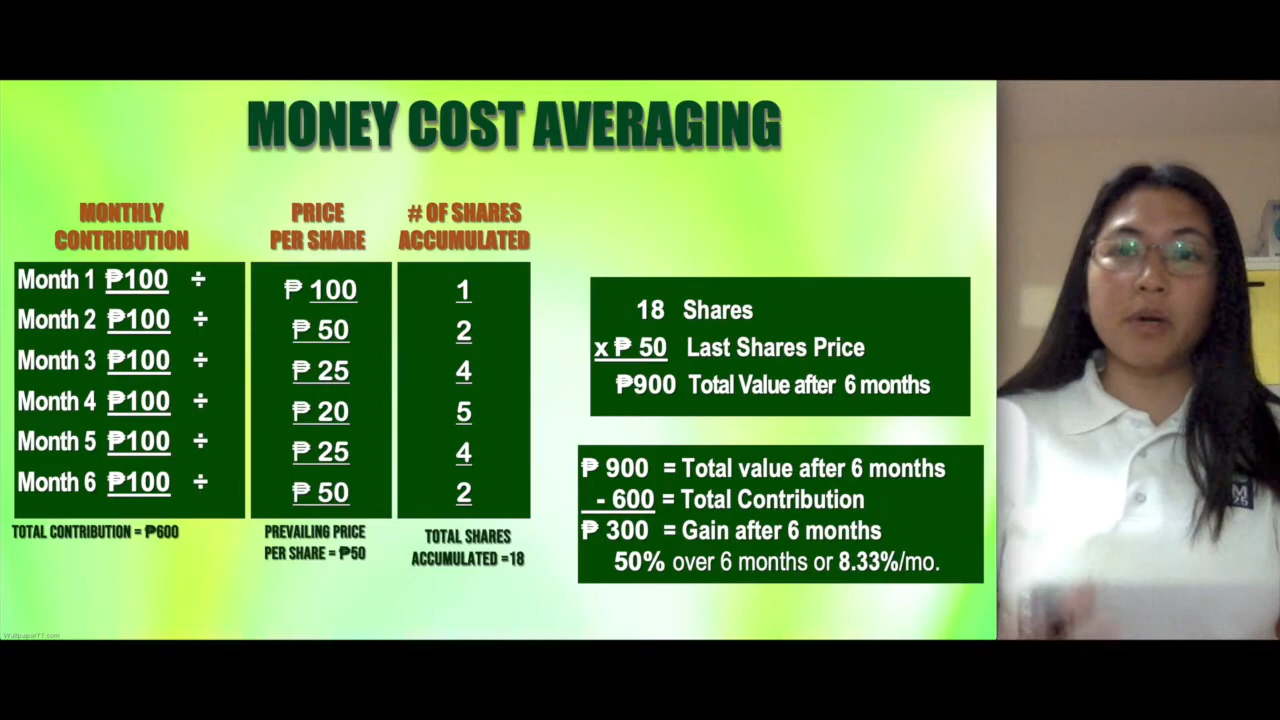 MONEY COST AVERAGING
MONTHLY
CONTRIBUTION
Month 1 ₱100 ÷
Month 2 ₱100 ÷
Month 3 ₱100 ÷
Month 4 ₱100 ÷
Month 5 ₱100 ÷
Month 6 ₱100 ÷
TOTAL CONTRIBUTION = ₱600
PRICE
PER SHARE
₱ 100
₱ 50
₱ 25
₱ 20
₱ 25
₱ 50
PREVAILING PRICE
PER SHARE = ₱50
# OF SHARES
ACCUMULATED
1
2
4
5
4
2
TOTAL SHARES
ACCUMULATED =18
18 Shares
x ₱ 50 Last Shares Price
₱900 Total Value after 6 months
₱ 900 = Total value after 6 months
- 600 = Total Contribution
₱ 300 = Gain after 6 months
50% over 6 months or 8.33%/mo.